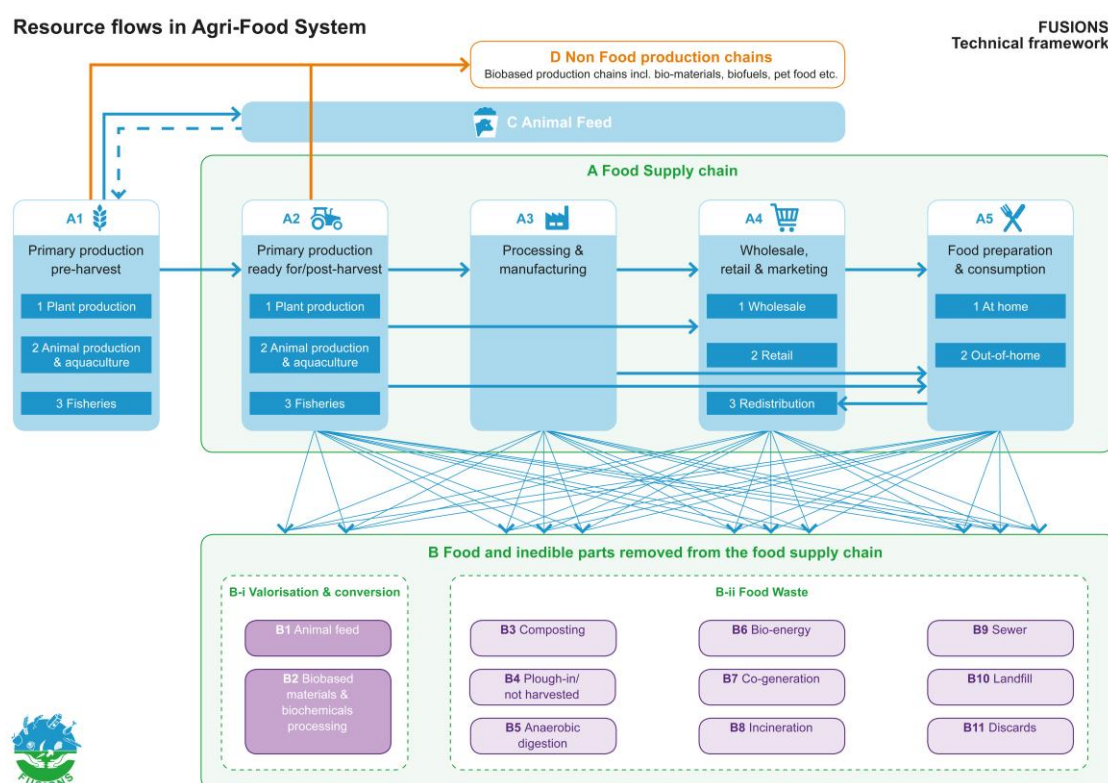 Resource flows in Agri-Food System
FUSIONS
Technical framework
D Non Food production chains
Biobased production chains incl. bio-materials, biofuels, pet food etc.
C Animal Feed
A Food Supply chain
A1
Primary production
pre-harvest
1 Plant production
2 Animal production
& aquaculture
3 Fisheries
A2
Primary production
ready for/post-harvest
1 Plant production
2 Animal production
& aquaculture
3 Fisheries
A3
Processing &
manufacturing
A4
Wholesale,
retail & marketing
1 Wholesale
2 Retail
3 Redistribution
A5
Food preparation
& consumption
1 At home
2 Out-of-home
B Food and inedible parts removed from the food supply chain
B-i Valorisation & conversion
B1 Animal feed
B2 Biobased
materials &
biochemicals
processing
B-ii Food Waste
B3 Composting
B4 Plough-in/
not harvested
B5 Anaerobic
digestion
B6 Bio-energy
B7 Co-generation
B8 Incineration
B9 Sewer
B10 Landfill
B11 Discards
FUSIONS